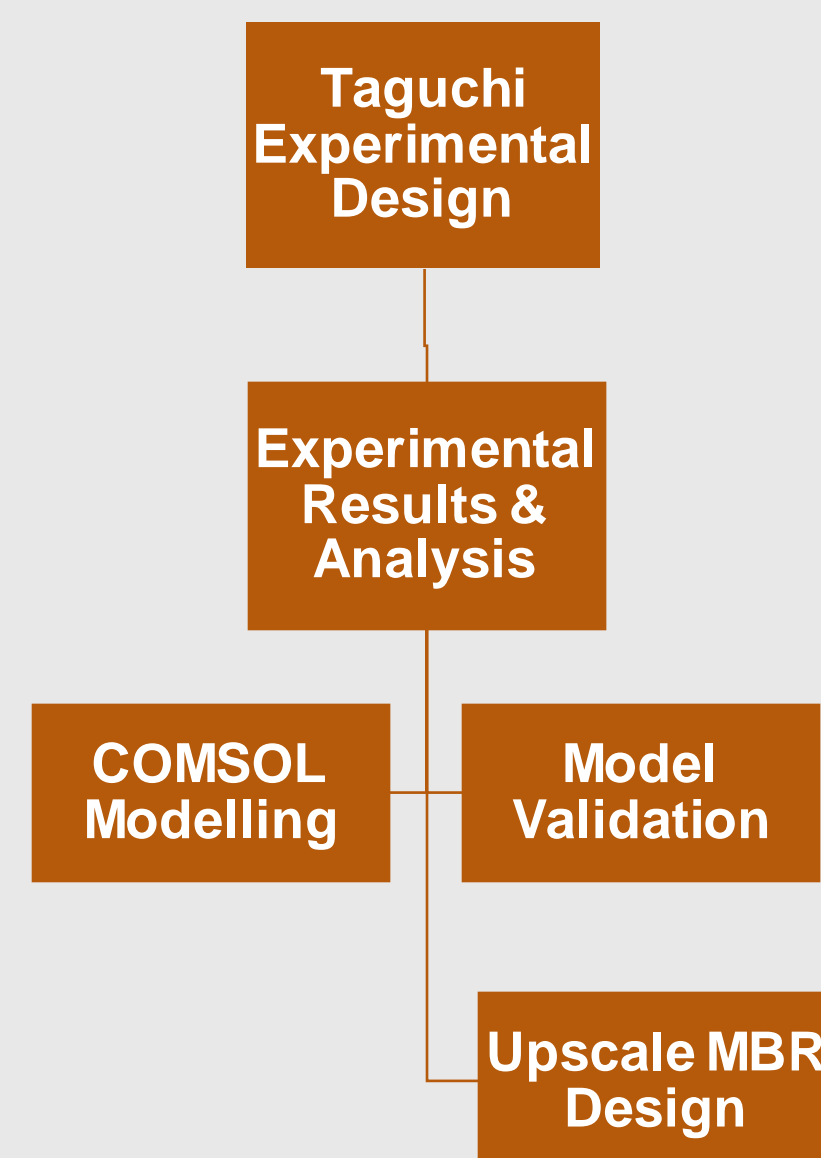 Taguchi
Experimental
Design
Experimental
Results &
Analysis
COMSOL
Modelling
Model
Validation
Upscale MBR
Design